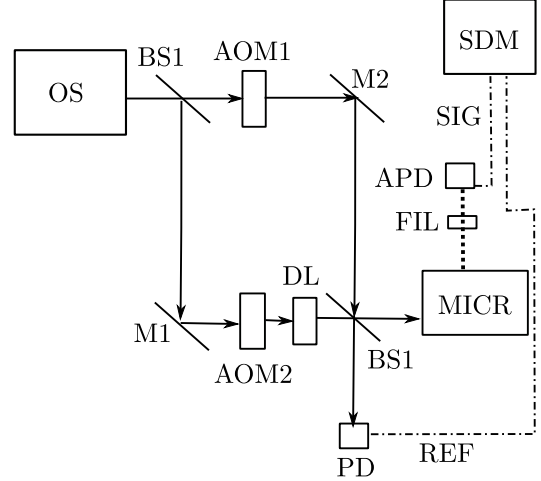 SDM
BS1
AOM1
OS
M2
SIG
APD
FIL
DL
MICR
M1
AOM2
BS1
REF
PD